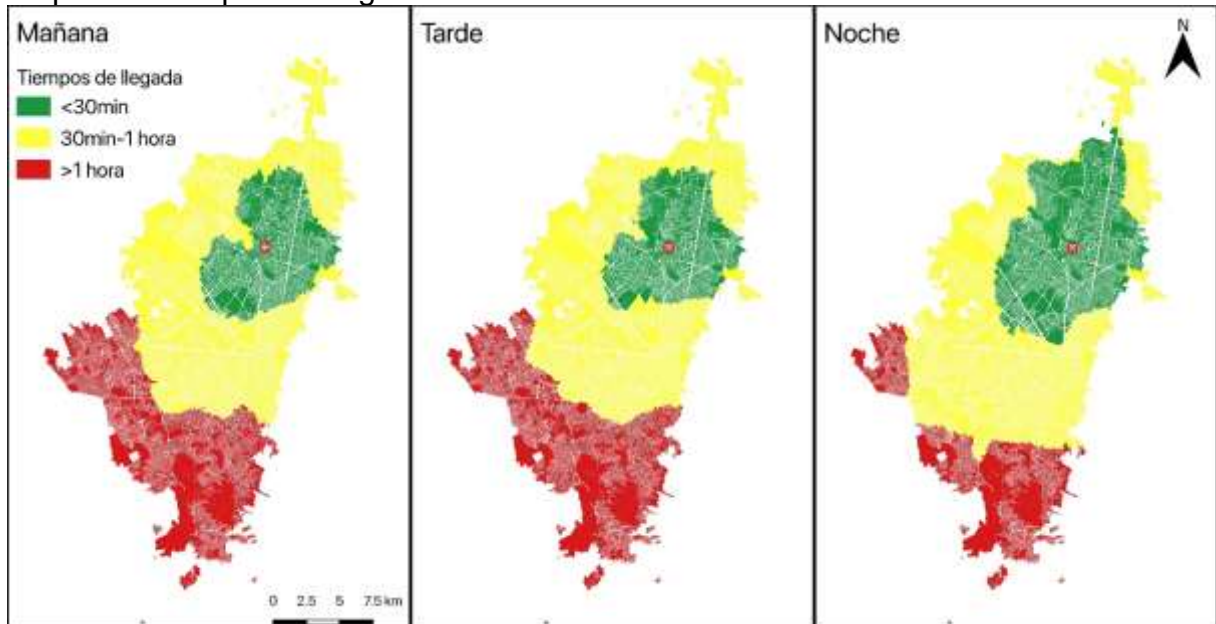 Mañana
Tiempos de llegada
<30min
30min-1 hora
>1 hora
0 2.5 5 7.5 km
Tarde
Noche
N